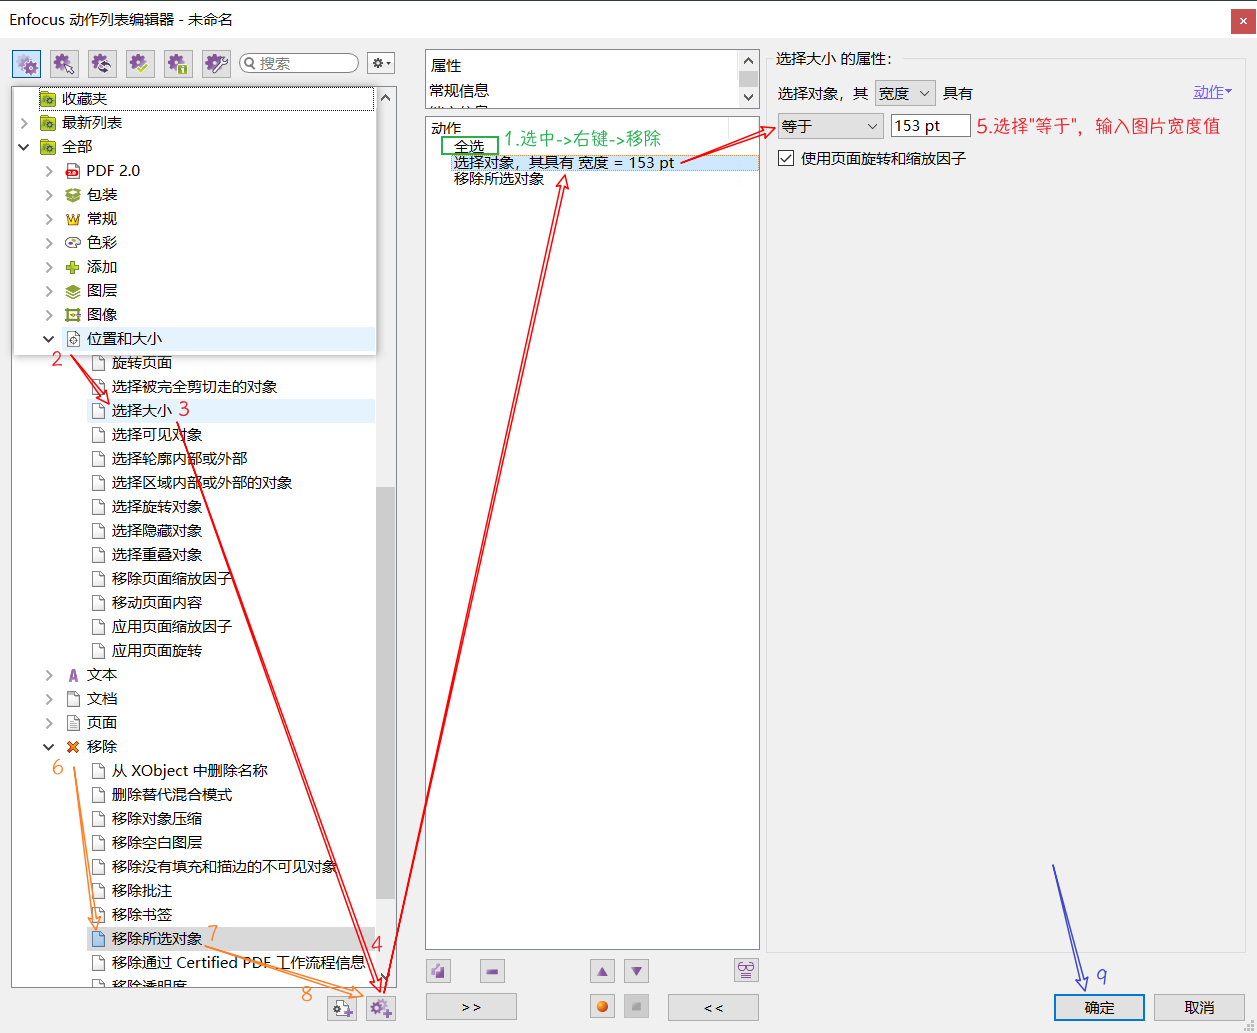 Enfocus 动作列表编辑器 - 未命名
搜索
收藏夹
最新列表
全部
PDF 2.0
包装
常规
色彩
添加
图层
图像
位置和大小
2
旋转页面
选择被完全剪切走的对象
选择大小 3
选择可见对象
选择轮廓内部或外部
选择区域内部或外部的对象
选择旋转对象
选择隐藏对象
选择重叠对象
移除页面缩放因子
移动页面内容
应用页面缩放因子
应用页面旋转
文本
文档
页面
移除
6
从 XObject 中删除名称
删除替代混合模式
移除对象压缩
移除空白图层
移除没有填充和描边的不可见对象
移除批注
移除书签
移除所选对象 7
4
移除通过 Certified PDF 工作流程信息
移除透明度
8
属性
常规信息
动作
全选
1.选中->右键->移除
选择对象，其具有 宽度 = 153 pt
移除所选对象
>>
<<
选择大小 的属性：
选择对象，其 宽度 具有
动作
等于 153 pt
5.选择"等于"，输入图片宽度值
使用页面旋转和缩放因子
9
确定
取消